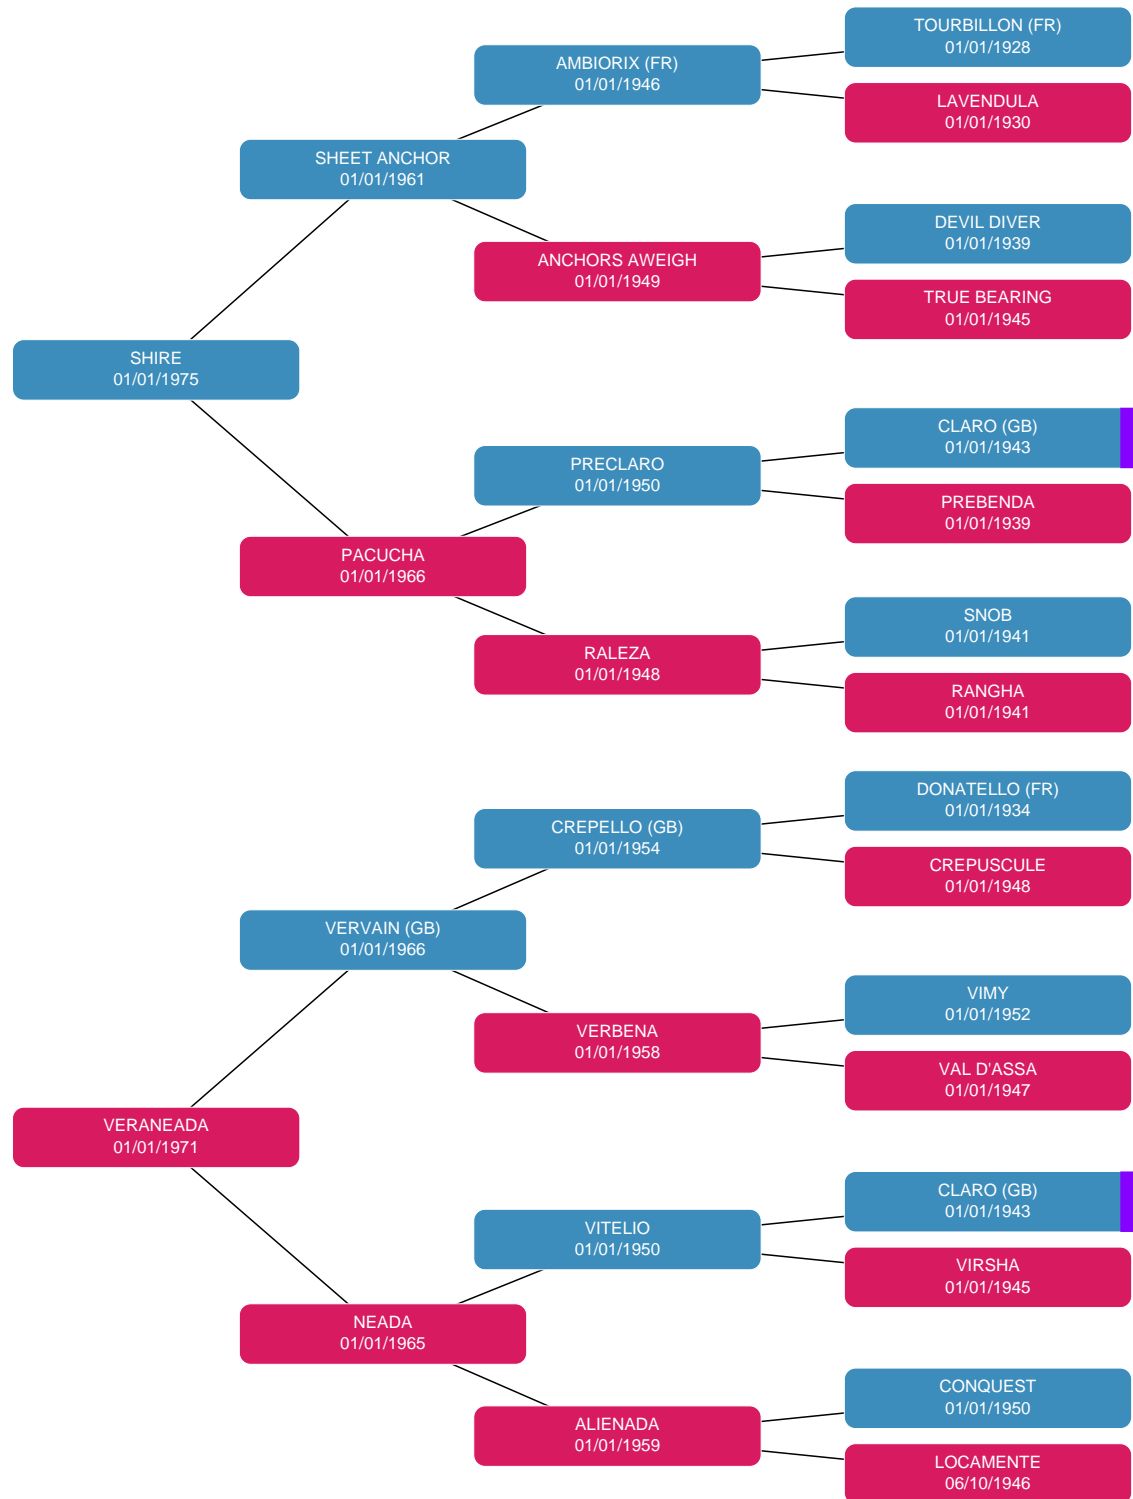 TOURBILLON (FR)
01/01/1928
AMBIORIX (FR)
01/01/1946
LAVENDULA
01/01/1930
SHEET ANCHOR
01/01/1961
DEVIL DIVER
01/01/1939
ANCHORS AWEIGH
01/01/1949
TRUE BEARING
01/01/1945
SHIRE
01/01/1975
CLARO (GB)
01/01/1943
PRECLARO
01/01/1950
PREBENDA
01/01/1939
PACUCHA
01/01/1966
SNOB
01/01/1941
RALEZA
01/01/1948
RANGHA
01/01/1941
DONATELLO (FR)
01/01/1934
CREPELLO (GB)
01/01/1954
CREPUSCULE
01/01/1948
VERVAIN (GB)
01/01/1966
VIMY
01/01/1952
VERBENA
01/01/1958
VAL D'ASSA
01/01/1947
VERANEADA
01/01/1971
CLARO (GB)
01/01/1943
VITELIO
01/01/1950
VIRSHA
01/01/1945
NEADA
01/01/1965
CONQUEST
01/01/1950
ALIENADA
01/01/1959
LOCAMENTE
06/10/1946